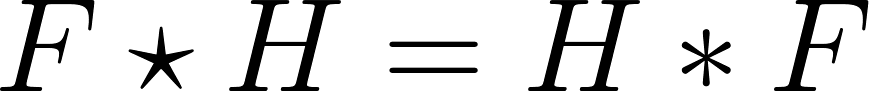 F ⋆ H = H ∗ F